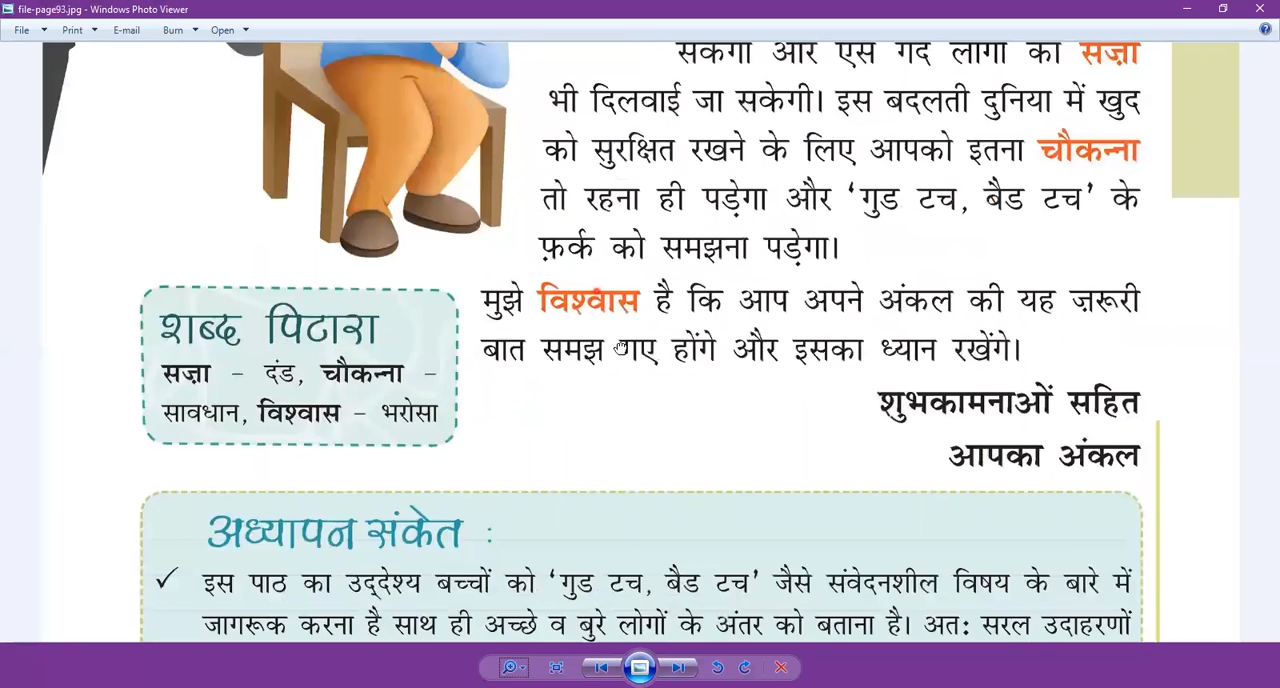 file-page93.jpg - Windows Photo Viewer
File Print E-mail Burn Open
सकेगी और ऐसे गंदे लोगों को सज़ा
भी दिलवाई जा सकेगी। इस बदलती दुनिया में खुद
को सुरक्षित रखने के लिए आपको इतना चौकन्ना
तो रहना ही पड़ेगा और ‘गुड टच, बैड टच’ के
फ़र्क को समझना पड़ेगा।
मुझे विश्वास है कि आप अपने अंकल की यह ज़रूरी
बात समझ गए होंगे और इसका ध्यान रखेंगे।
शुभकामनाओं सहित
आपका अंकल
शब्द पिटारा
सज़ा – दंड, चौकन्ना –
सावधान, विश्वास – भरोसा
अध्यापन संकेत :
✓ इस पाठ का उद्देश्य बच्चों को ‘गुड टच, बैड टच’ जैसे संवेदनशील विषय के बारे में
जागरूक करना है साथ ही अच्छे व बुरे लोगों के अंतर को बताना है। अतः सरल उदाहरणों